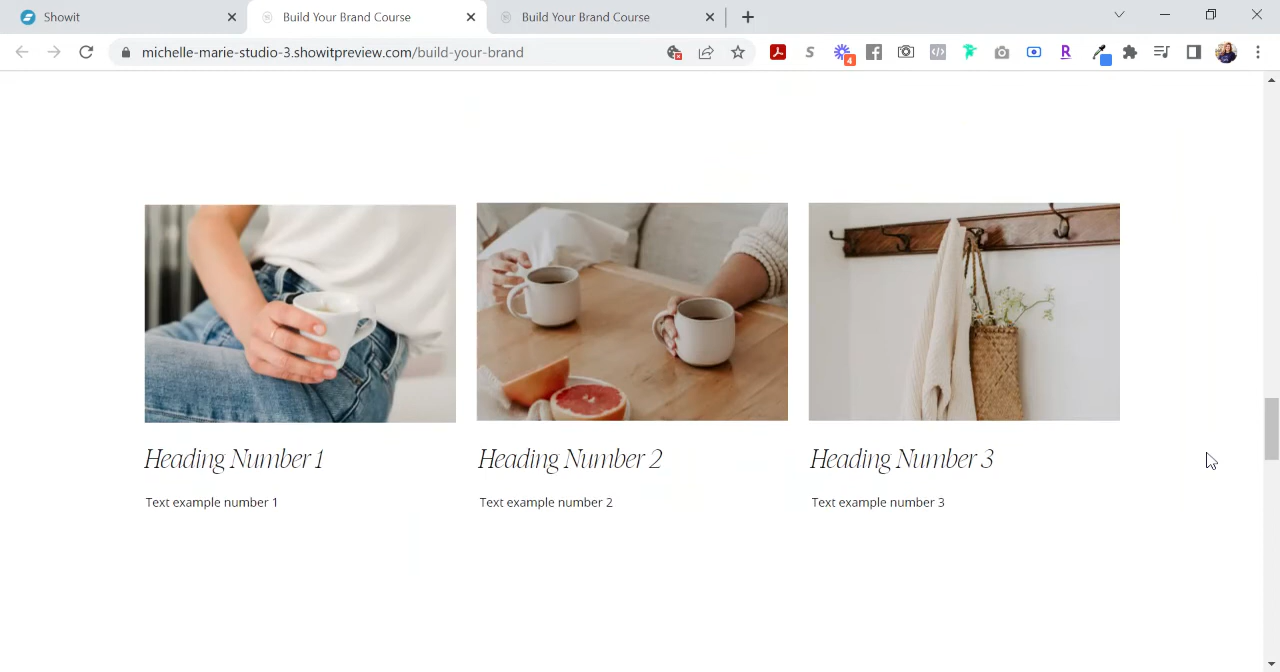 Showit
Build Your Brand Course
Build Your Brand Course
michelle-marie-studio-3.showitpreview.com/build-your-brand
S
4
R
Heading Number 1
Heading Number 2
Heading Number 3
Text example number 1
Text example number 2
Text example number 3